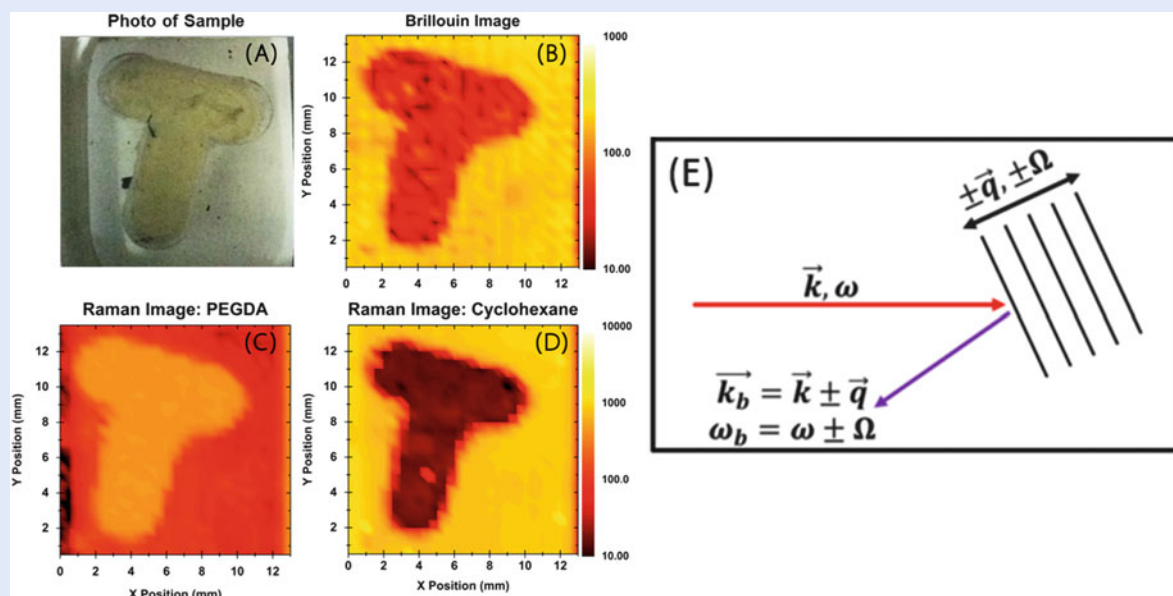 Photo of Sample
(A)
Brillouin Image
(B)
1000
100.0
10.00
Y Position (mm)
12
10
8
6
4
2
0 2 4 6 8 10 12
Raman Image: PEGDA
(C)
Y Position (mm)
12
10
8
6
4
2
0 2 4 6 8 10 12
X Position (mm)
Raman Image: Cyclohexane
(D)
10000
1000
100.0
10.00
Y Position (mm)
12
10
8
6
4
2
0 2 4 6 8 10 12
X Position (mm)
(E)
±q⃗, ±Ω
k⃗, ω
k_b⃗ = k⃗ ± q⃗
ω_b = ω ± Ω